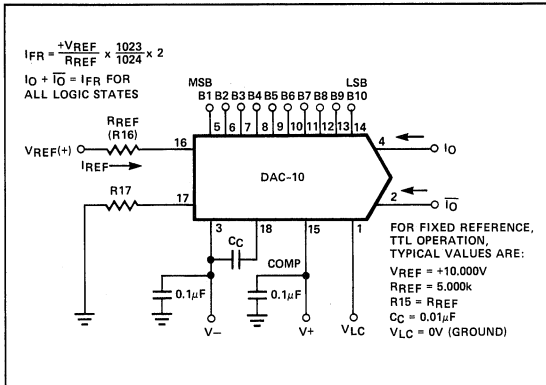 IFR = +VREF / RREF x 1023 / 1024 x 2
IO + IO = IFR FOR
ALL LOGIC STATES
MSB LSB
B1 B2 B3 B4 B5 B6 B7 B8 B9 B10
5 6 7 8 9 10 11 12 13 14
RREF
(R16)
VREF(+)
IREF
16
4
IO
DAC-10
R17
17
2
IO
3 18 15 1
CC
COMP
0.1μF
0.1μF
V–
V+
VLC
FOR FIXED REFERENCE,
TTL OPERATION,
TYPICAL VALUES ARE:
VREF = +10.000V
RREF = 5.000k
R15 = RREF
CC = 0.01μF
VLC = 0V (GROUND)